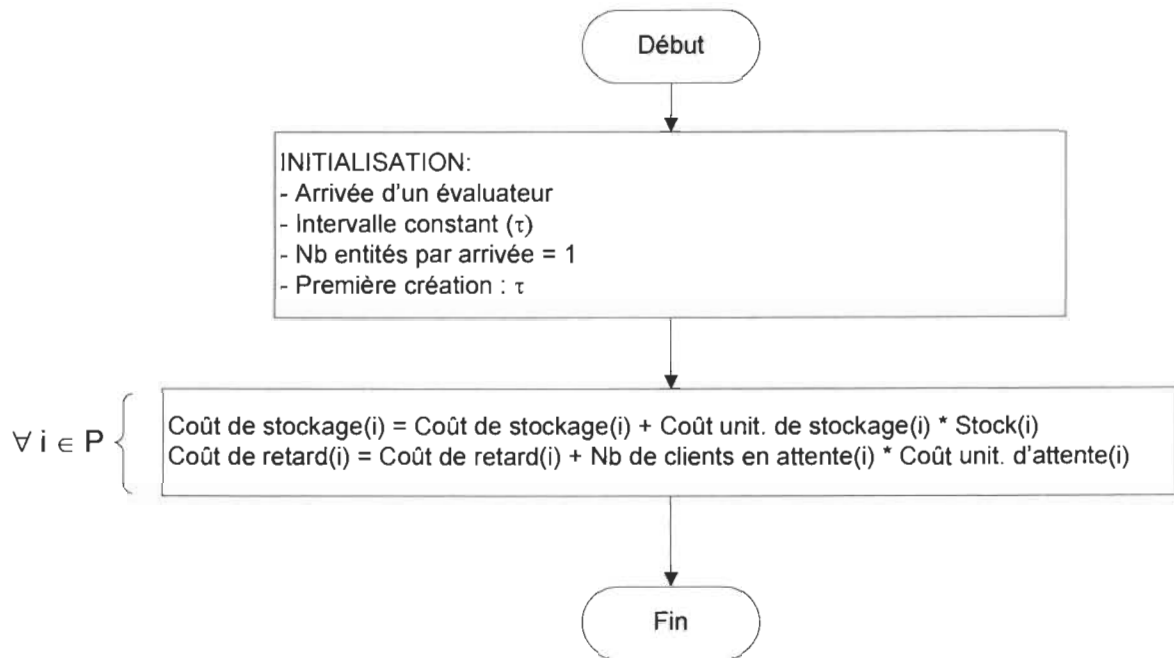 Début
INITIALISATION:
- Arrivée d'un évaluateur
- Intervalle constant (τ)
- Nb entités par arrivée = 1
- Première création : τ
∀ i ∈ P
Coût de stockage(i) = Coût de stockage(i) + Coût unit. de stockage(i) * Stock(i)
Coût de retard(i) = Coût de retard(i) + Nb de clients en attente(i) * Coût unit. d'attente(i)
Fin